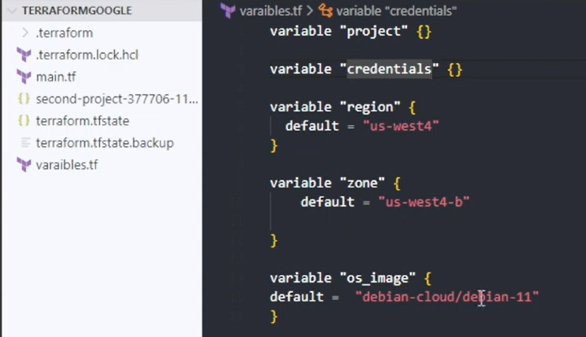 TERRAFORMGOOGLE
.terraform
.terraform.lock.hcl
main.tf
second-project-377706-11...
terraform.tfstate
terraform.tfstate.backup
varaibles.tf
varaibles.tf > variable "credentials"
variable "project" {}
variable "credentials" {}
variable "region" {
default = "us-west4"
}
variable "zone" {
default = "us-west4-b"
}
variable "os_image" {
default = "debian-cloud/debian-11"
}